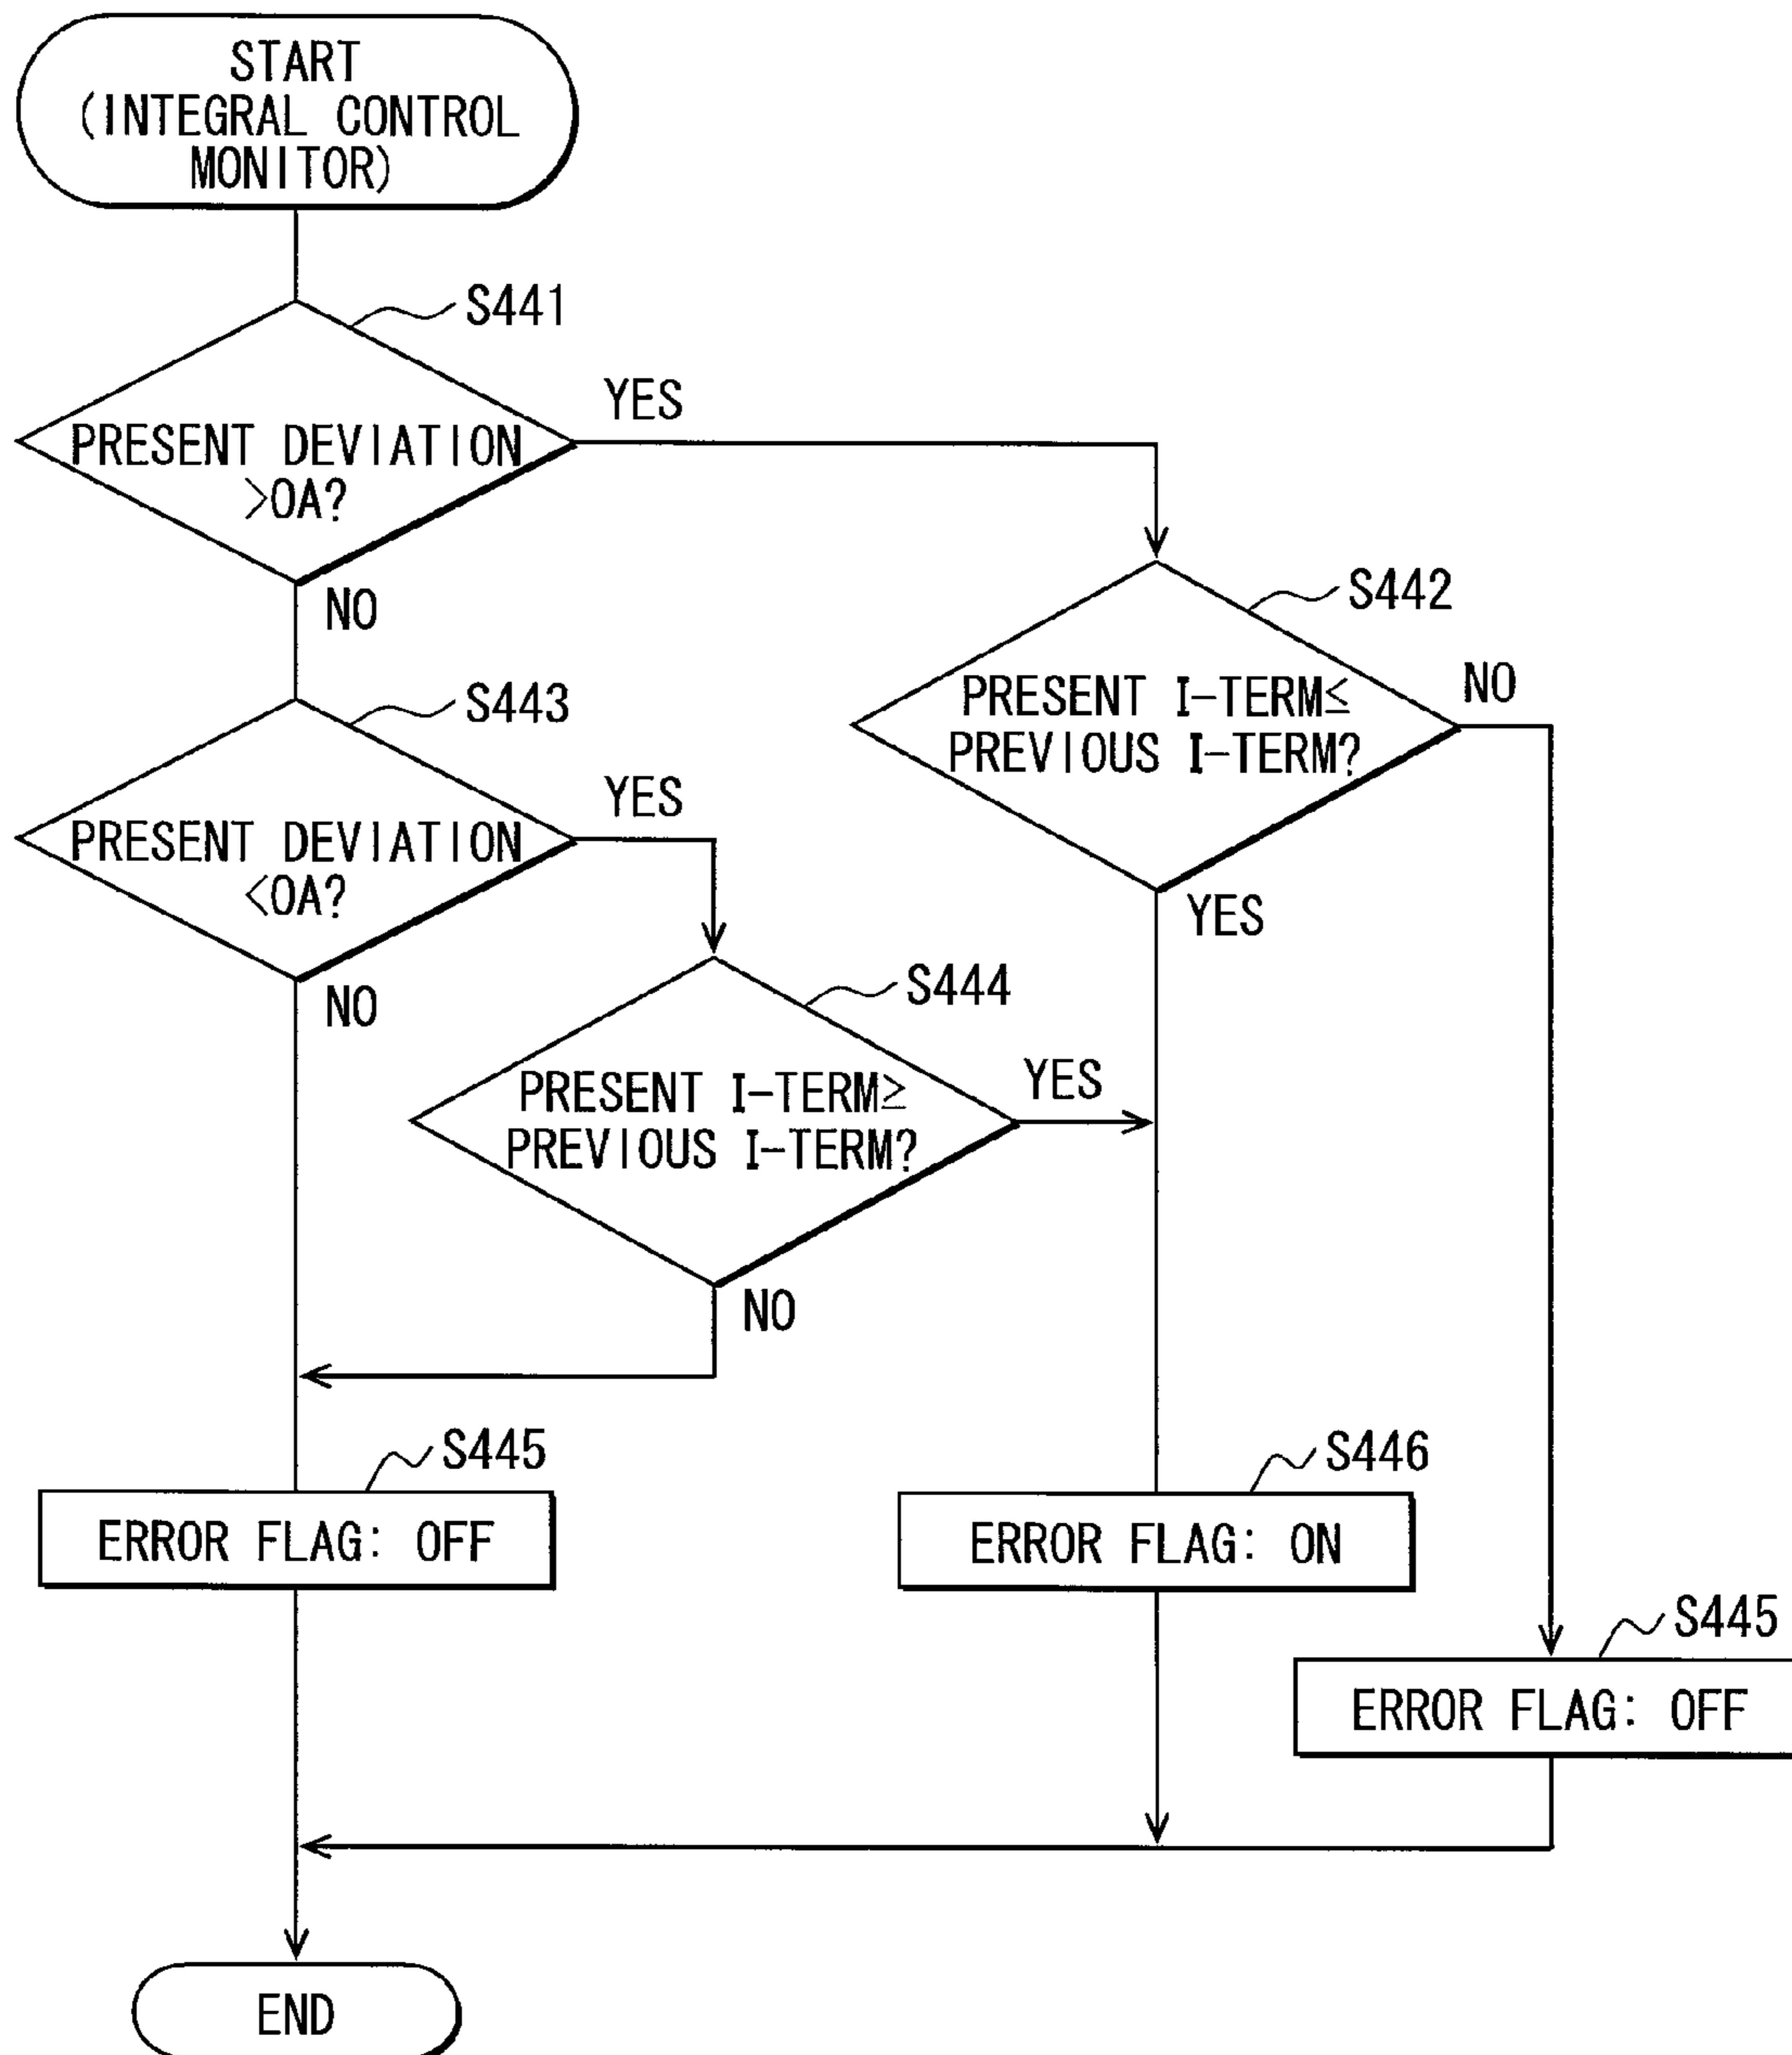 START
(INTEGRAL CONTROL
MONITOR)
S441
PRESENT DEVIATION
>0A?
YES
NO
S442
PRESENT I-TERM≤
PREVIOUS I-TERM?
NO
YES
S443
PRESENT DEVIATION
<0A?
YES
NO
S444
PRESENT I-TERM≥
PREVIOUS I-TERM?
YES
NO
S445
ERROR FLAG: OFF
S446
ERROR FLAG: ON
S445
ERROR FLAG: OFF
END